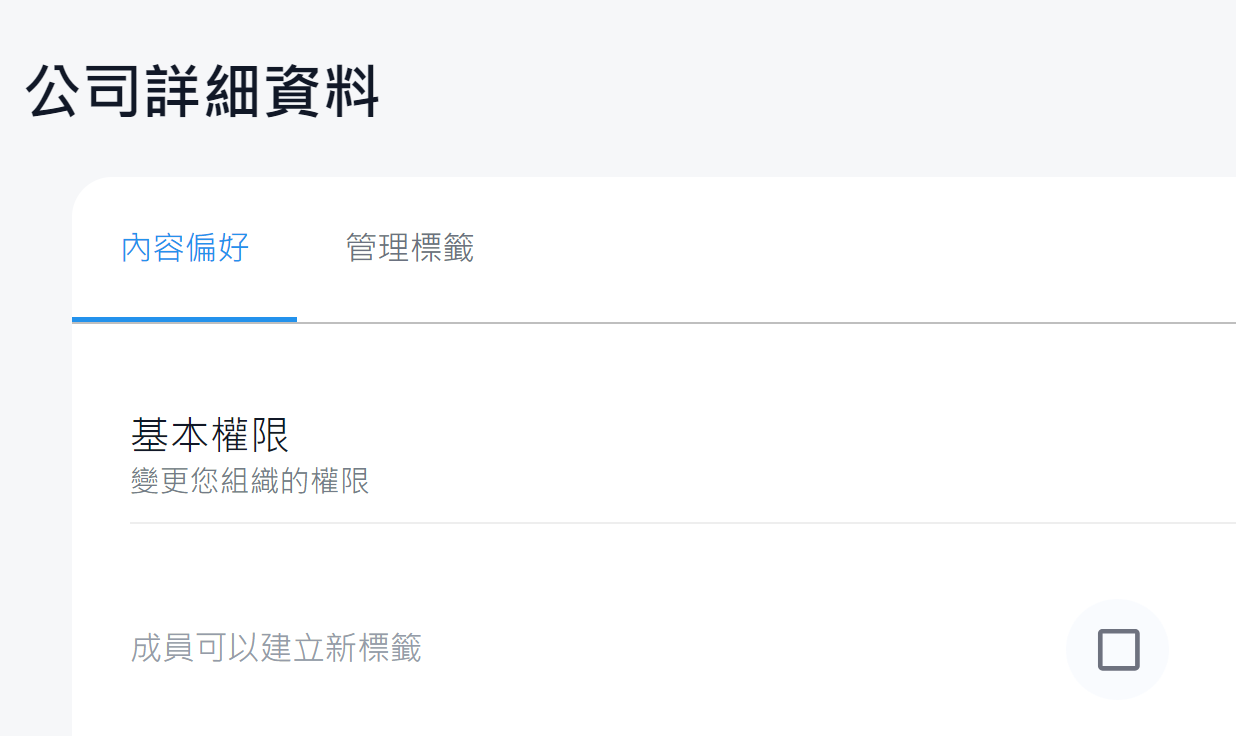 公司詳細資料
內容偏好
管理標籤
基本權限
變更您組織的權限
成員可以建立新標籤